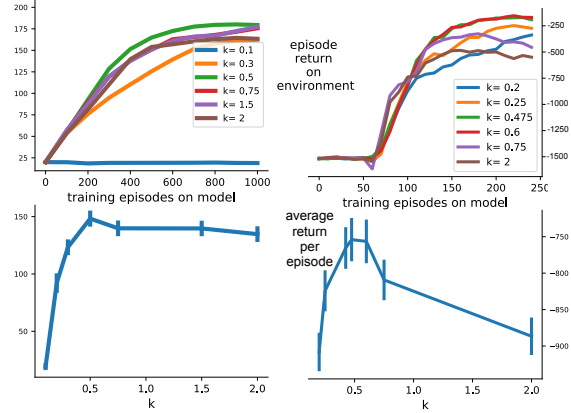 200
175
150
125
100
75
50
25
k= 0,1
k= 0.3
k= 0.5
k= 0,75
k= 1.5
k= 2
0 200 400 600 800 1000
training episodes on model
episode
return
on
environment
-250
-500
-750
-1000
-1250
-1500
k= 0.2
k= 0.25
k= 0.475
k= 0.6
k= 0.75
k= 2
0 50 100 150 200 250
training episodes on model
150
100
50
0.5 1.0 1.5 2.0
k
average
return
per
episode
−750
−800
−850
−900
0.5 1.0 1.5 2.0
k